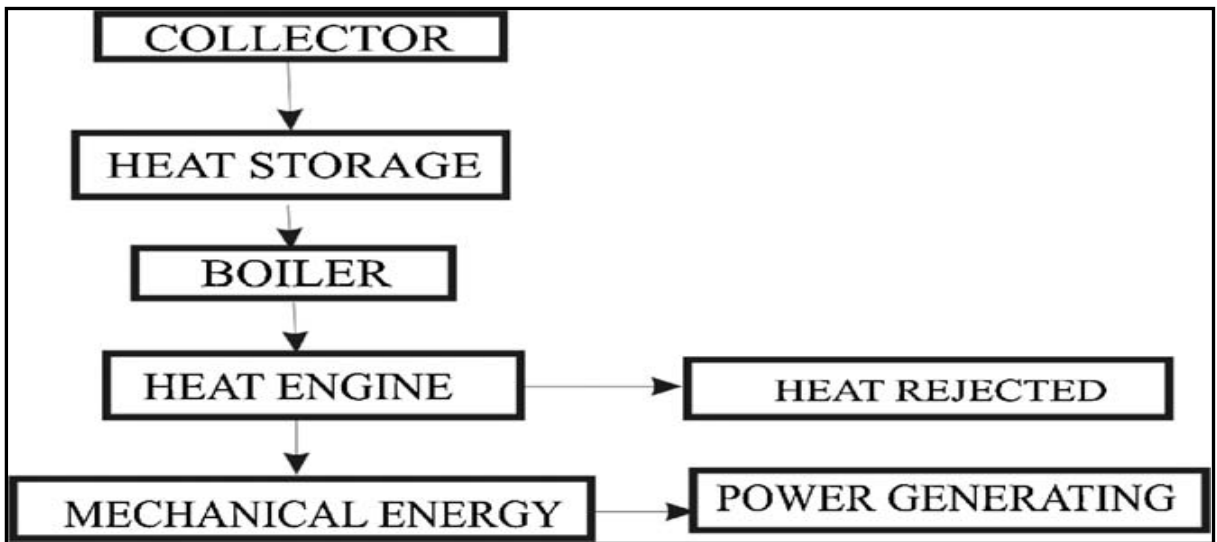 COLLECTOR
HEAT STORAGE
BOILER
HEAT ENGINE
HEAT REJECTED
MECHANICAL ENERGY
POWER GENERATING